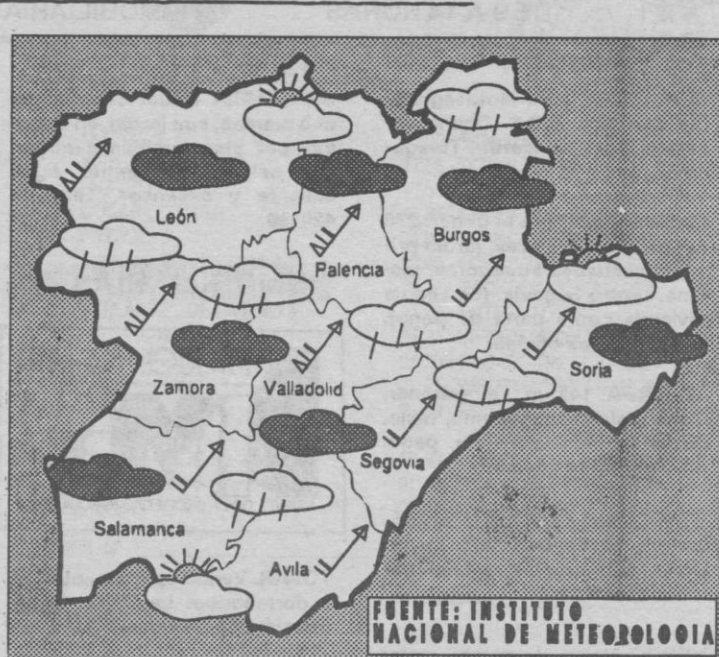 León
Palencia
Burgos
Zamora
Valladolid
Soria
Segovia
Salamanca
Avila
FUENTE: INSTITUTO
NACIONAL DE METEOROLOGIA